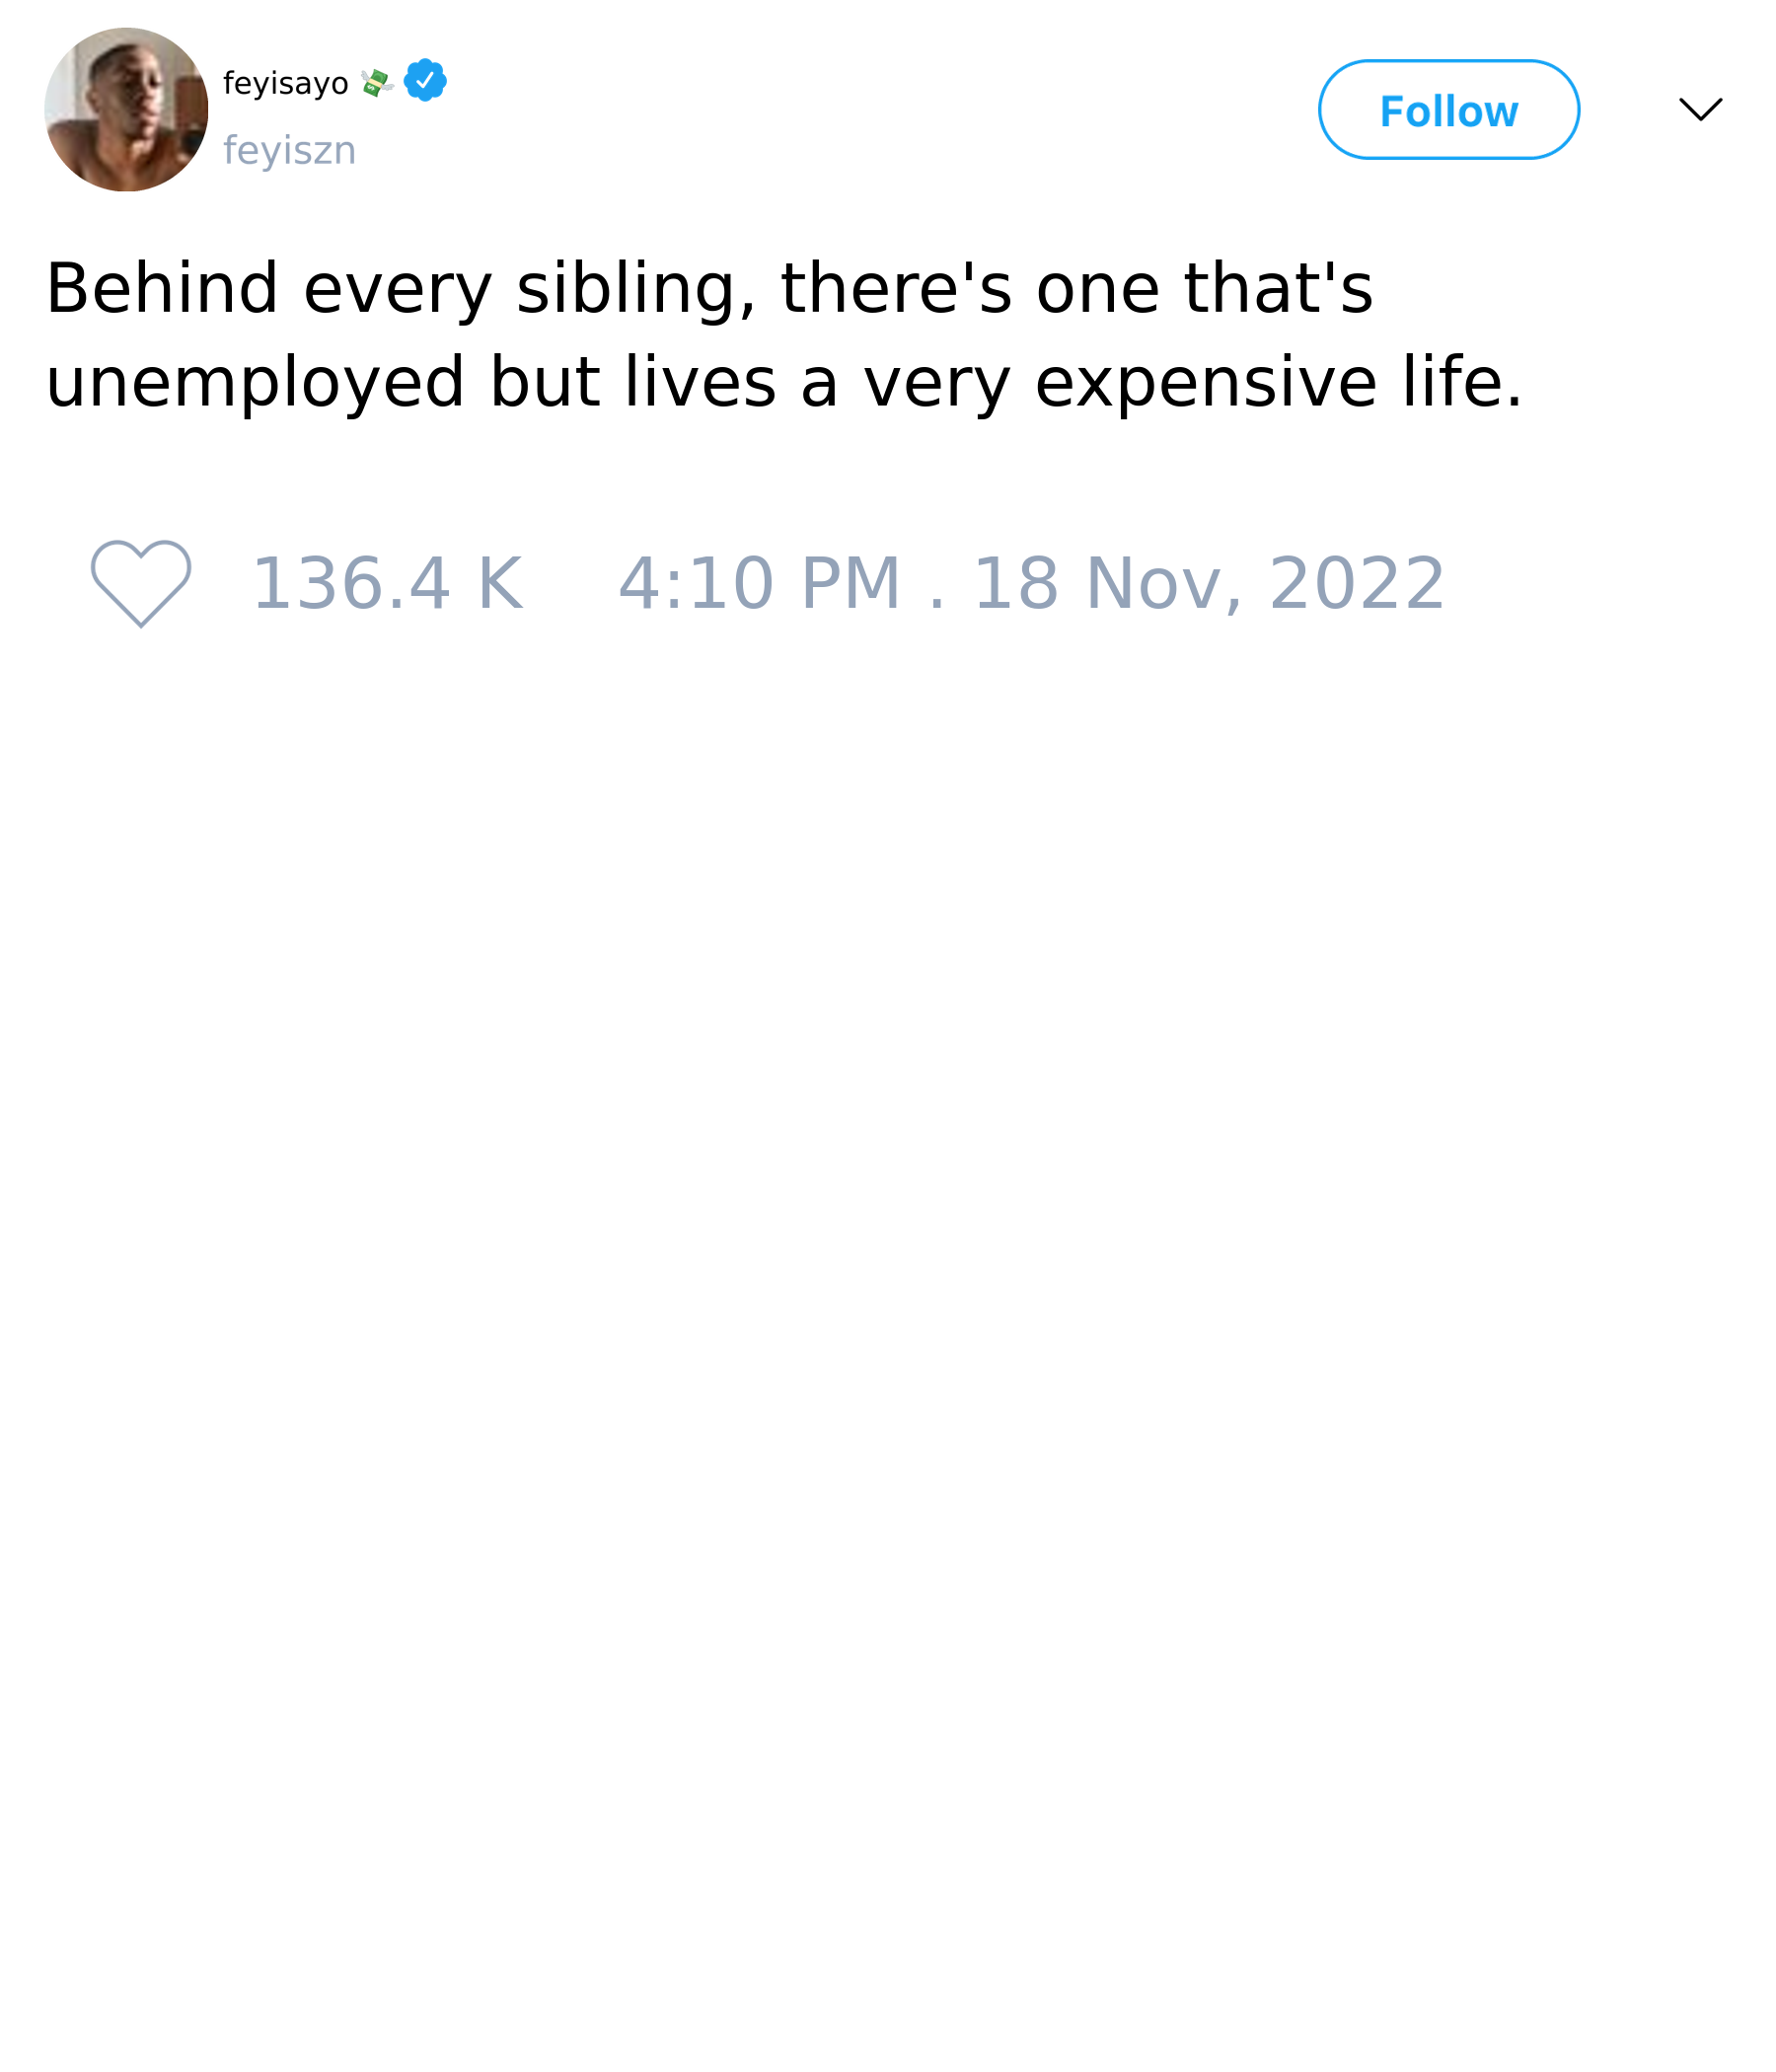 feyisayo 💸
feyiszn
Follow
Behind every sibling, there's one that's
unemployed but lives a very expensive life.
136.4 K 4:10 PM . 18 Nov, 2022